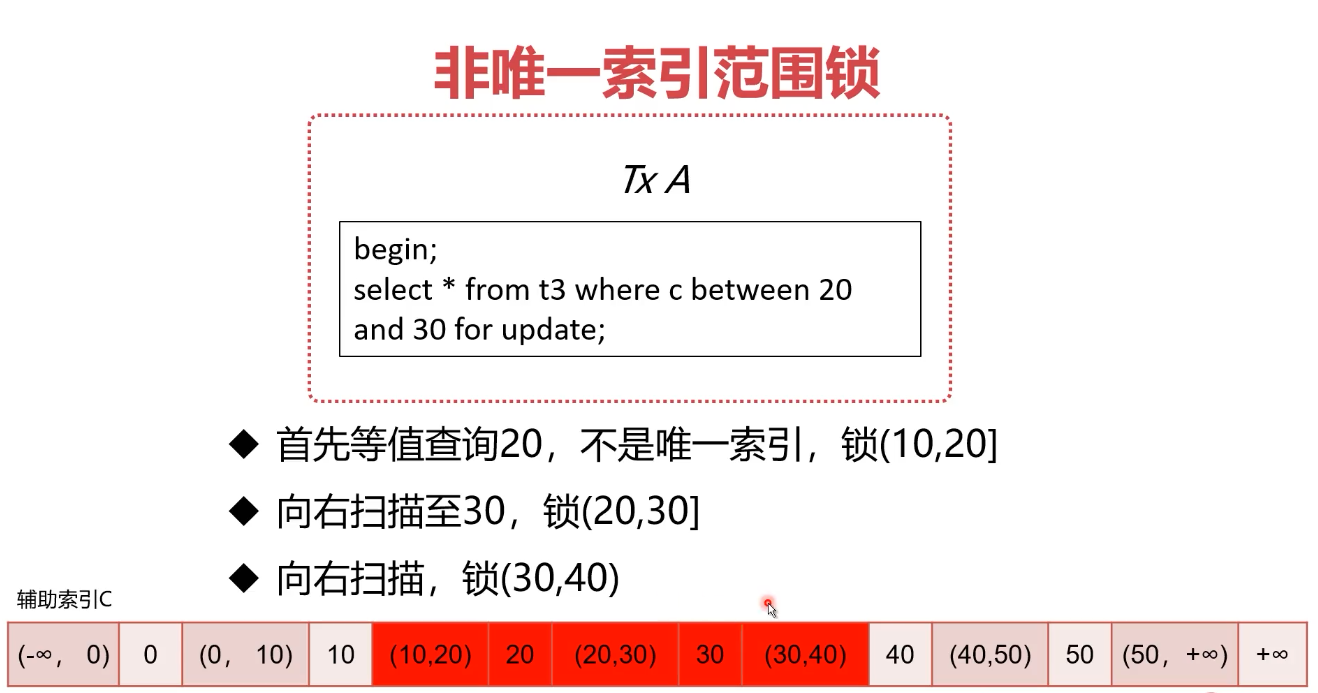 非唯一索引范围锁
Tx A
begin;
select * from t3 where c between 20
and 30 for update;
◆ 首先等值查询20，不是唯一索引，锁(10,20]
◆ 向右扫描至30，锁(20,30]
◆ 向右扫描，锁(30,40)
辅助索引C
(-∞， 0) 0 (0， 10) 10 (10,20) 20 (20,30) 30 (30,40) 40 (40,50) 50 (50，+∞) +∞